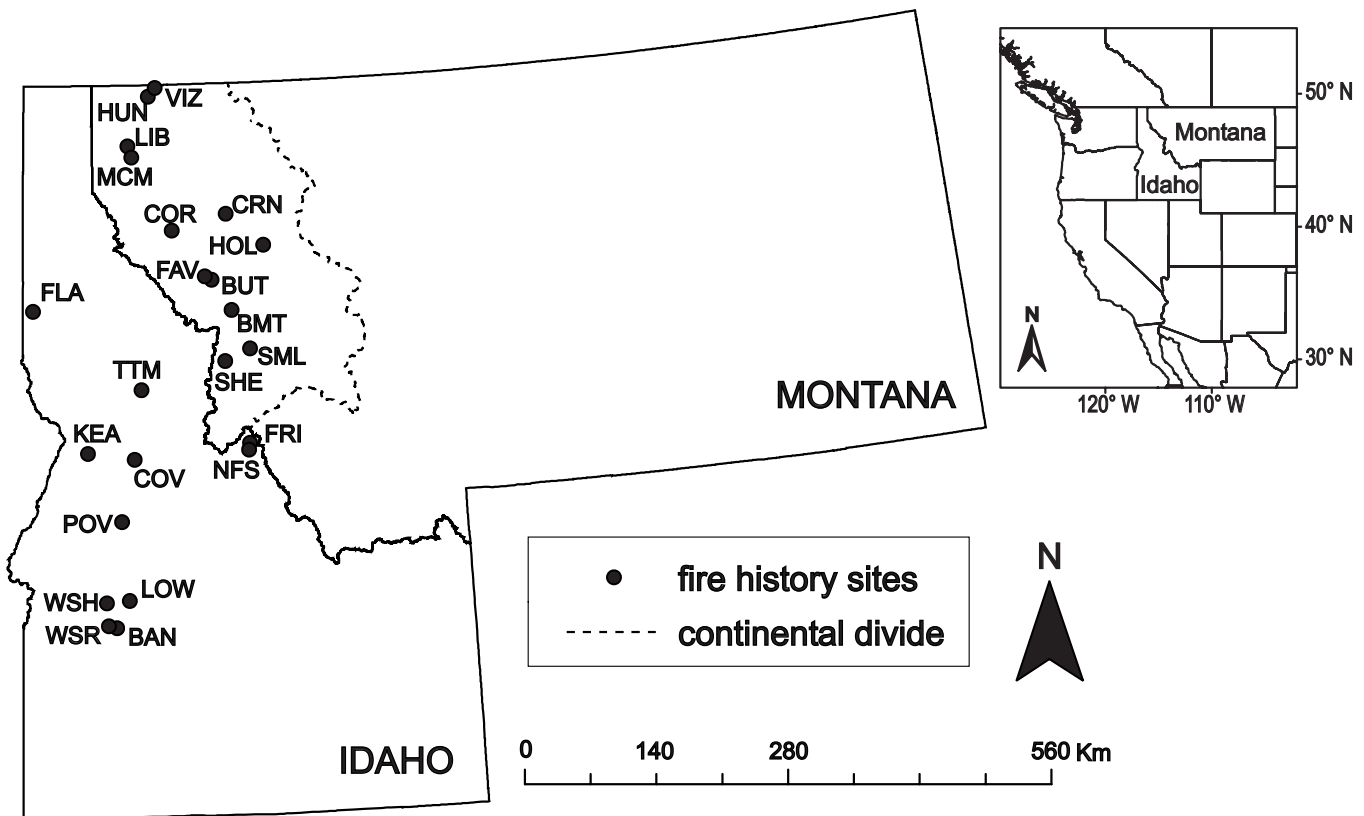 VIZ
HUN
LIB
MCM
CRN
COR
HOL
FAV
BUT
FLA
BMT
SML
SHE
TTM
KEA
FRI
NFS
COV
POV
LOW
WSH
WSR
BAN
MONTANA
IDAHO
fire history sites
continental divide
N
0 140 280 560 Km
50° N
Montana
Idaho
40° N
N
30° N
120° W 110° W